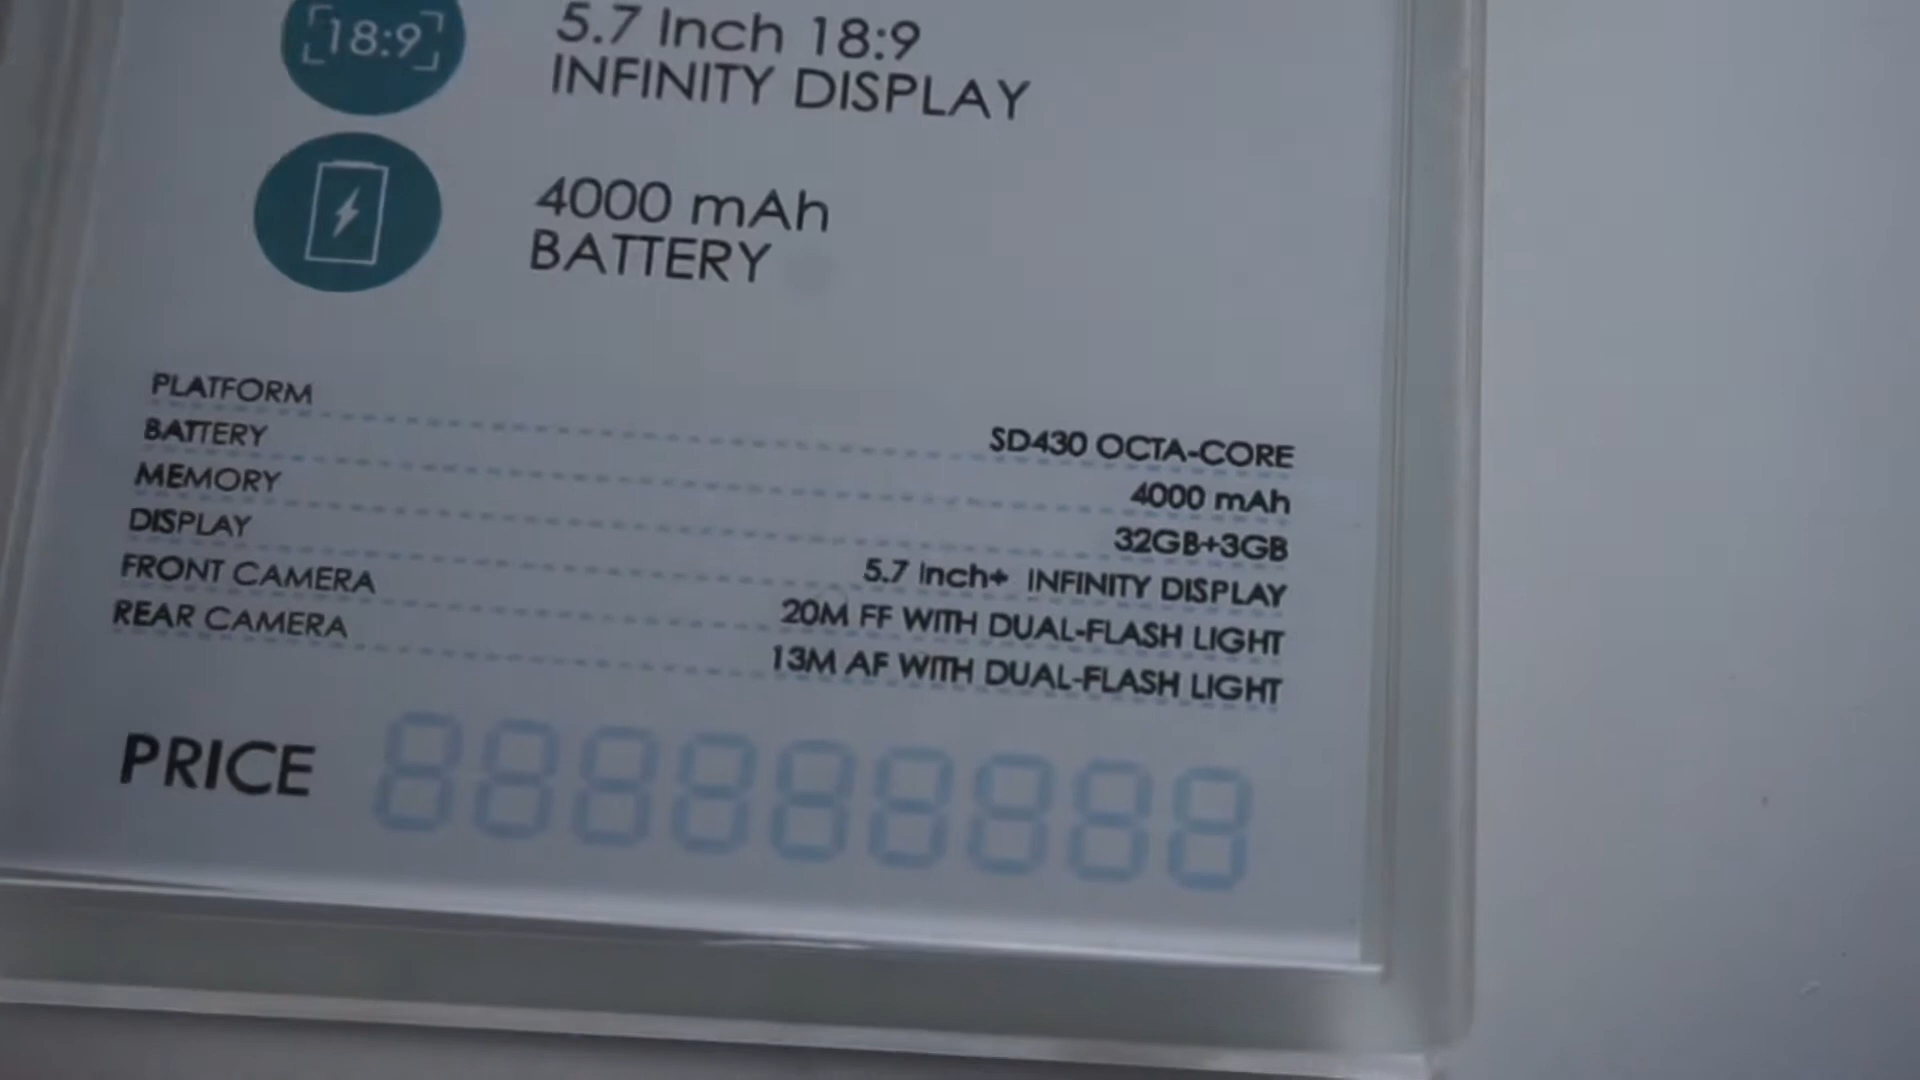 18:9
5.7 Inch 18:9
INFINITY DISPLAY
4000 mAh
BATTERY
PLATFORM SD430 OCTA-CORE
BATTERY 4000 mAh
MEMORY 32GB+3GB
DISPLAY 5.7 Inch+ INFINITY DISPLAY
FRONT CAMERA 20M FF WITH DUAL-FLASH LIGHT
REAR CAMERA 13M AF WITH DUAL-FLASH LIGHT
PRICE 888888888